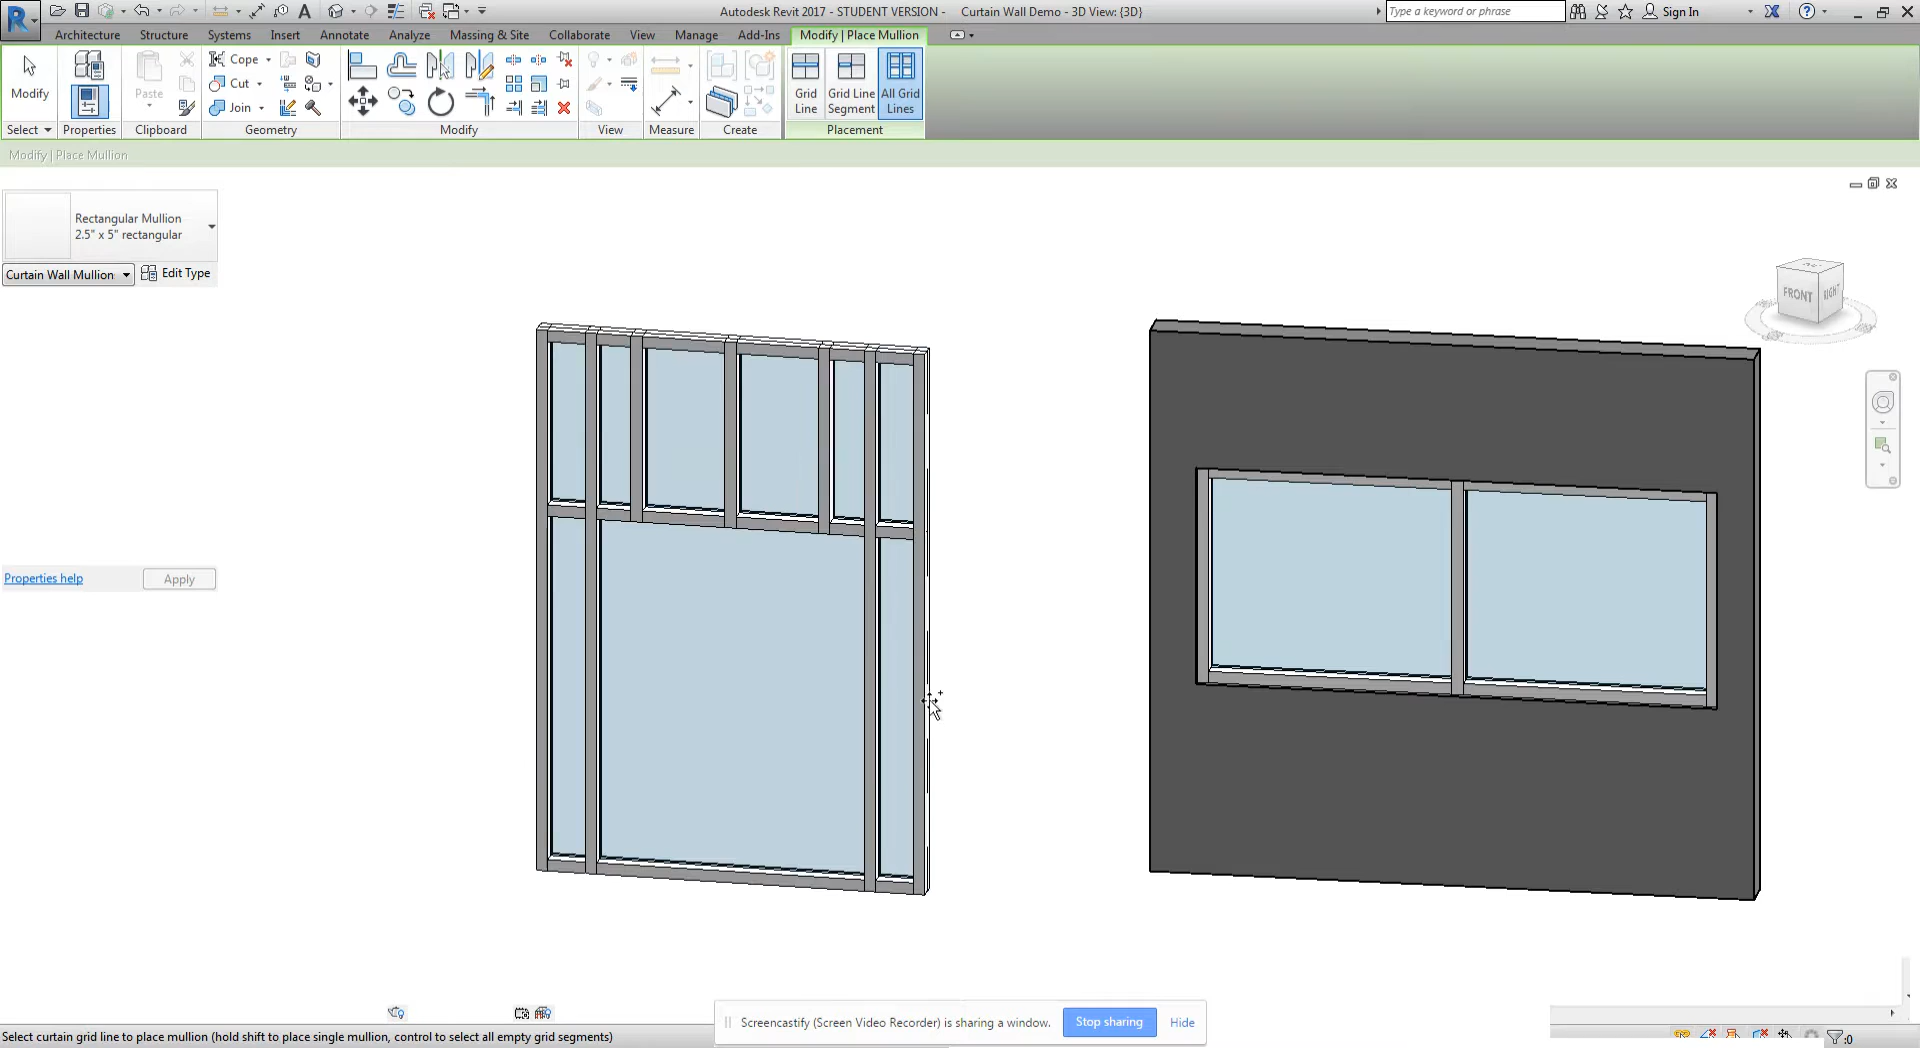 Autodesk Revit 2017 - STUDENT VERSION - Curtain Wall Demo - 3D View: {3D}
Type a keyword or phrase
Sign In
Architecture Structure Systems Insert Annotate Analyze Massing & Site Collaborate View Manage Add-Ins Modify | Place Mullion
Modify
Paste
Cope
Cut
Join
Grid Line
Grid Line Segment
All Grid Lines
Select Properties Clipboard Geometry Modify View Measure Create Placement
Modify | Place Mullion
Rectangular Mullion
2.5" x 5" rectangular
Curtain Wall Mullion
Edit Type
FRONT RIGHT
Properties help
Apply
Screencastify (Screen Video Recorder) is sharing a window.
Stop sharing
Hide
Select curtain grid line to place mullion (hold shift to place single mullion, control to select all empty grid segments)
:0